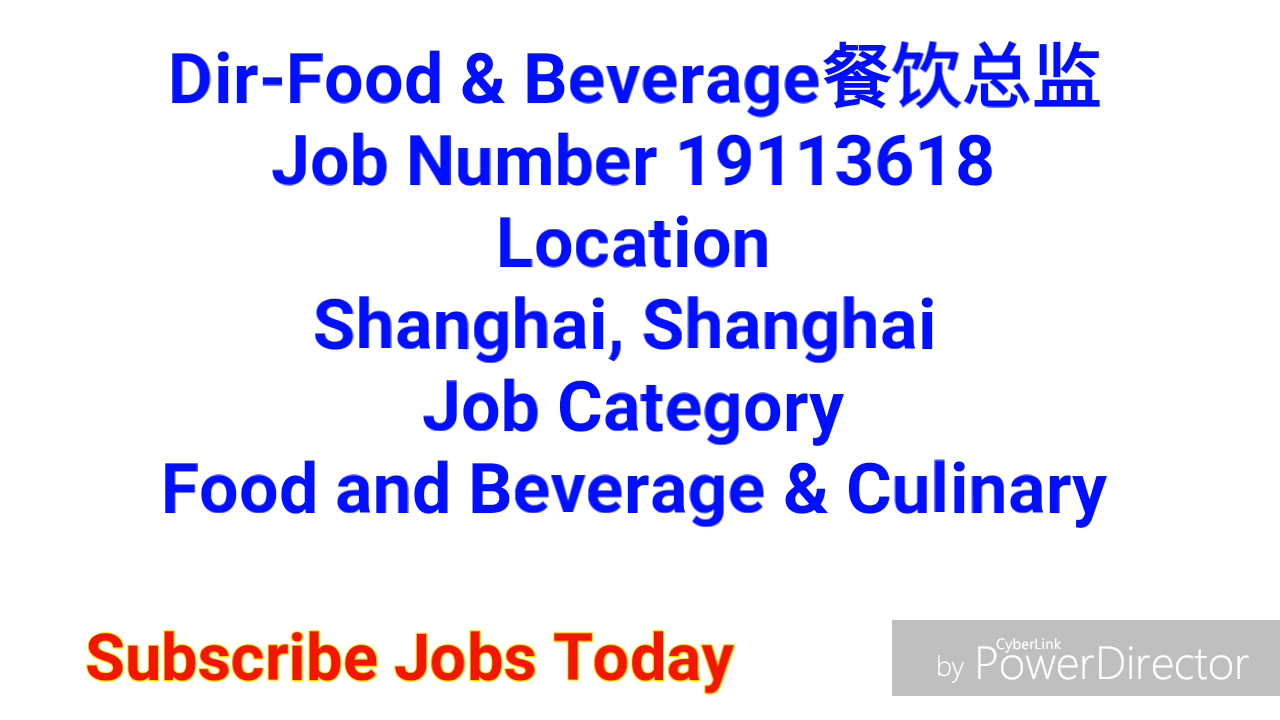 Dir-Food & Beverage餐饮总监
Job Number 19113618
Location
Shanghai, Shanghai
Job Category
Food and Beverage & Culinary
Subscribe Jobs Today
CyberLink
by PowerDirector